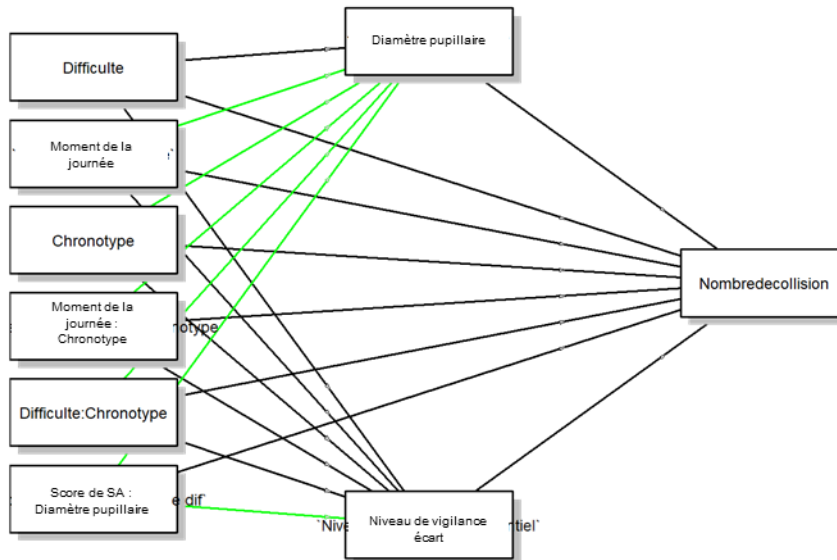 Difficulte
Moment de la
journée
Chronotype
Moment de la
journée :
Chronotype
notype
Difficulte:Chronotype
Score de SA :
Diamètre pupillaire
e dif`
Diamètre pupillaire
Nombredecollision
`Nive
Niveau de vigilance
écart
ntiel`